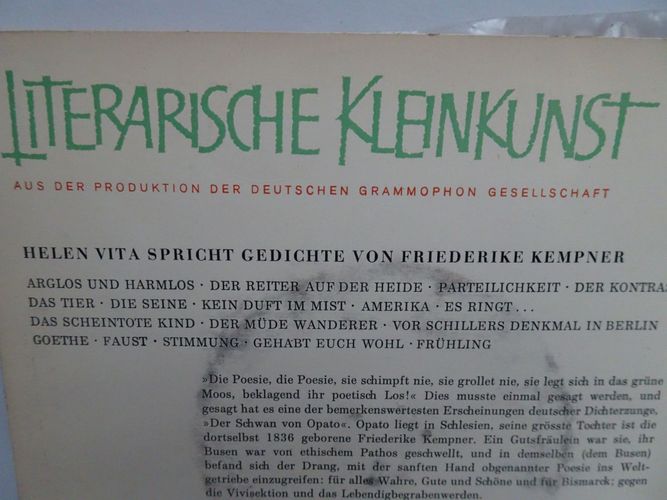 LITERARISCHE KLEINKUNST
AUS DER PRODUKTION DER DEUTSCHEN GRAMMOPHON GESELLSCHAFT
HELEN VITA SPRICHT GEDICHTE VON FRIEDERIKE KEMPNER
ARGLOS UND HARMLOS · DER REITER AUF DER HEIDE · PARTEILICHKEIT · DER KONTRA
DAS TIER · DIE SEINE · KEIN DUFT IM MIST · AMERIKA · ES RINGT...
DAS SCHEINTOTE KIND · DER MÜDE WANDERER · VOR SCHILLERS DENKMAL IN BERLIN
GOETHE · FAUST · STIMMUNG · GEHABT EUCH WOHL · FRÜHLING
»Die Poesie, die Poesie, sie schimpft nie, sie grollet nie, sie legt sich in das grüne
Moos, beklagend ihr poetisch Los!« Dies musste einmal gesagt werden, und
gesagt hat es eine der bemerkenswertesten Erscheinungen deutscher Dichterzunge,
»Der Schwan von Opato«. Opato liegt in Schlesien, seine grösste Tochter ist die
dortselbst 1836 geborene Friederike Kempner. Ein Gutsfräulein war sie, ihr
Busen war von ethischem Pathos geschwellt, und in demselben (dem Busen)
befand sich der Drang, mit der sanften Hand obgenannter Poesie ins Welt-
getriebe einzugreifen: für alles Wahre, Gute und Schöne und für Bismarck; gegen
die Vivisektion und das Lebendigbegrabenwerden.